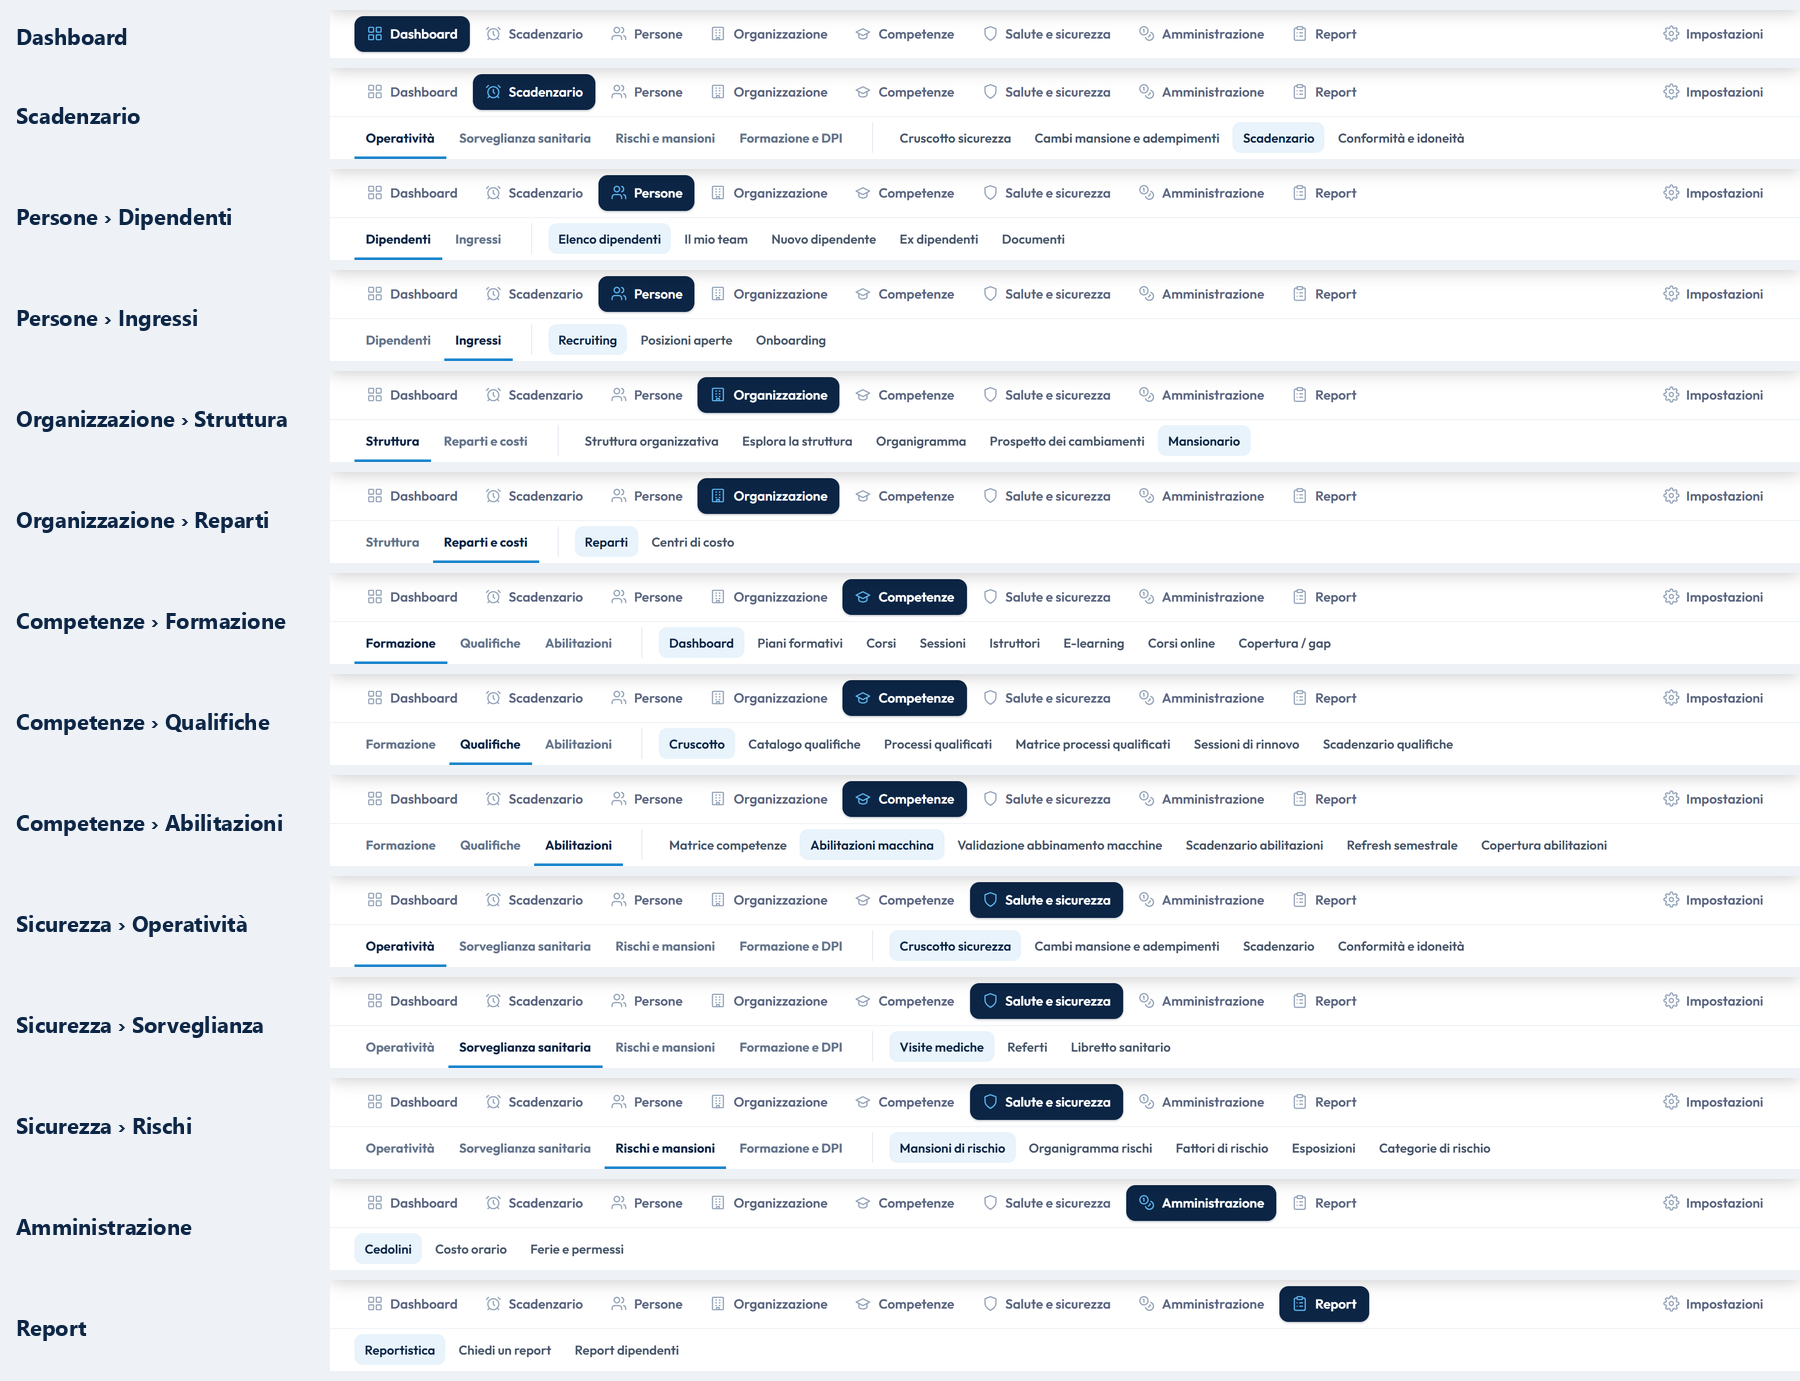 Dashboard
Dashboard Scadenzario Persone Organizzazione Competenze Salute e sicurezza Amministrazione Report Impostazioni
Scadenzario
Dashboard Scadenzario Persone Organizzazione Competenze Salute e sicurezza Amministrazione Report Impostazioni
Operatività Sorveglianza sanitaria Rischi e mansioni Formazione e DPI Cruscotto sicurezza Cambi mansione e adempimenti Scadenzario Conformità e idoneità
Persone › Dipendenti
Dashboard Scadenzario Persone Organizzazione Competenze Salute e sicurezza Amministrazione Report Impostazioni
Dipendenti Ingressi Elenco dipendenti Il mio team Nuovo dipendente Ex dipendenti Documenti
Persone › Ingressi
Dashboard Scadenzario Persone Organizzazione Competenze Salute e sicurezza Amministrazione Report Impostazioni
Dipendenti Ingressi Recruiting Posizioni aperte Onboarding
Organizzazione › Struttura
Dashboard Scadenzario Persone Organizzazione Competenze Salute e sicurezza Amministrazione Report Impostazioni
Struttura Reparti e costi Struttura organizzativa Esplora la struttura Organigramma Prospetto dei cambiamenti Mansionario
Organizzazione › Reparti
Dashboard Scadenzario Persone Organizzazione Competenze Salute e sicurezza Amministrazione Report Impostazioni
Struttura Reparti e costi Reparti Centri di costo
Competenze › Formazione
Dashboard Scadenzario Persone Organizzazione Competenze Salute e sicurezza Amministrazione Report Impostazioni
Formazione Qualifiche Abilitazioni Dashboard Piani formativi Corsi Sessioni Istruttori E-learning Corsi online Copertura / gap
Competenze › Qualifiche
Dashboard Scadenzario Persone Organizzazione Competenze Salute e sicurezza Amministrazione Report Impostazioni
Formazione Qualifiche Abilitazioni Cruscotto Catalogo qualifiche Processi qualificati Matrice processi qualificati Sessioni di rinnovo Scadenzario qualifiche
Competenze › Abilitazioni
Dashboard Scadenzario Persone Organizzazione Competenze Salute e sicurezza Amministrazione Report Impostazioni
Formazione Qualifiche Abilitazioni Matrice competenze Abilitazioni macchina Validazione abbinamento macchine Scadenzario abilitazioni Refresh semestrale Copertura abilitazioni
Sicurezza › Operatività
Dashboard Scadenzario Persone Organizzazione Competenze Salute e sicurezza Amministrazione Report Impostazioni
Operatività Sorveglianza sanitaria Rischi e mansioni Formazione e DPI Cruscotto sicurezza Cambi mansione e adempimenti Scadenzario Conformità e idoneità
Sicurezza › Sorveglianza
Dashboard Scadenzario Persone Organizzazione Competenze Salute e sicurezza Amministrazione Report Impostazioni
Operatività Sorveglianza sanitaria Rischi e mansioni Formazione e DPI Visite mediche Referti Libretto sanitario
Sicurezza › Rischi
Dashboard Scadenzario Persone Organizzazione Competenze Salute e sicurezza Amministrazione Report Impostazioni
Operatività Sorveglianza sanitaria Rischi e mansioni Formazione e DPI Mansioni di rischio Organigramma rischi Fattori di rischio Esposizioni Categorie di rischio
Amministrazione
Dashboard Scadenzario Persone Organizzazione Competenze Salute e sicurezza Amministrazione Report Impostazioni
Cedolini Costo orario Ferie e permessi
Report
Dashboard Scadenzario Persone Organizzazione Competenze Salute e sicurezza Amministrazione Report Impostazioni
Reportistica Chiedi un report Report dipendenti